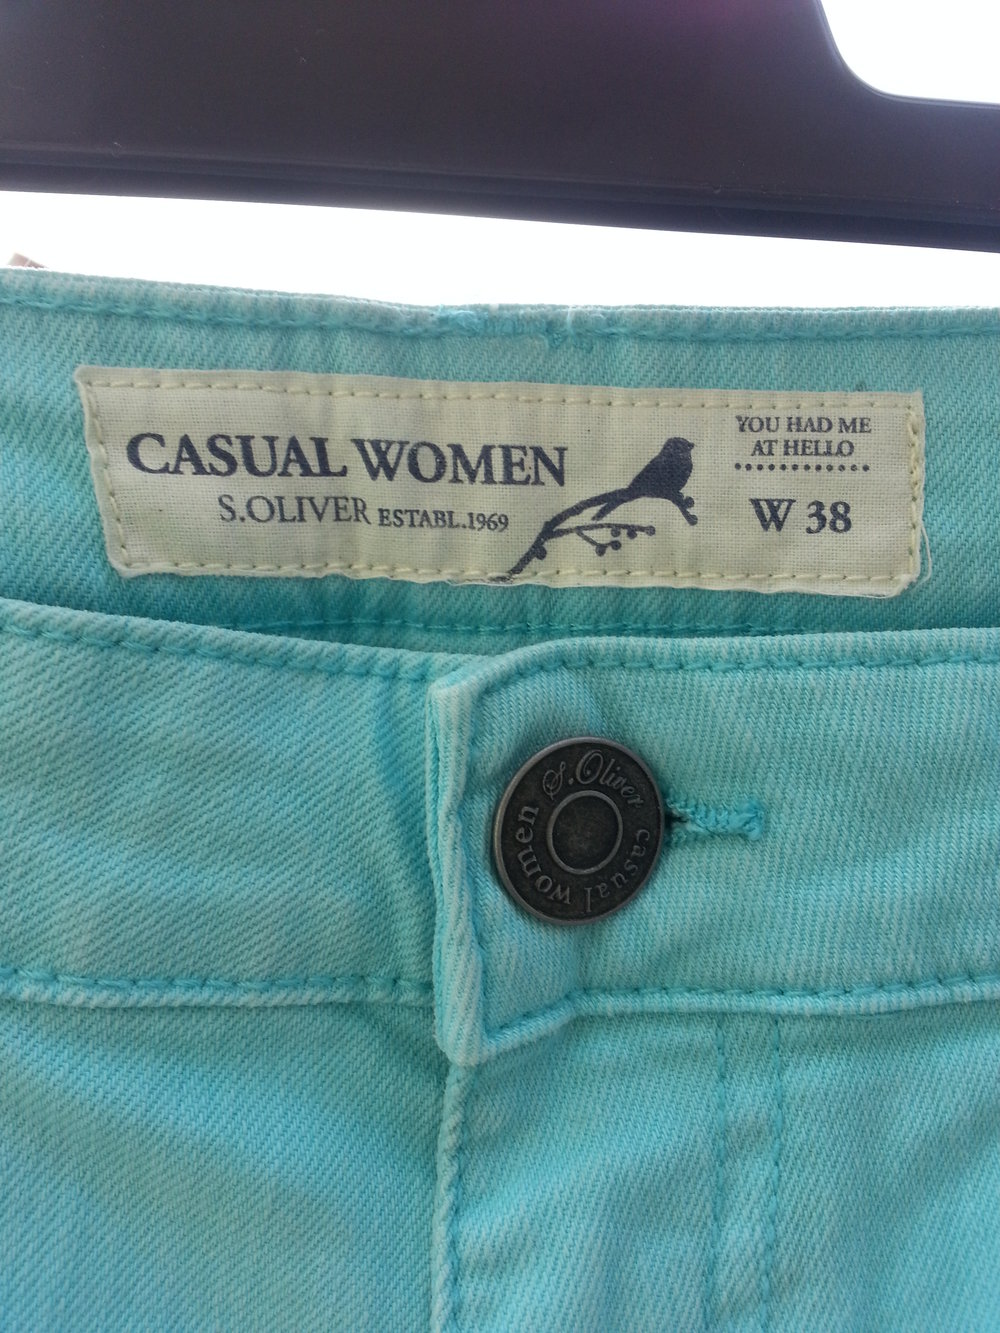 CASUAL WOMEN
S.OLIVER ESTABL.1969
YOU HAD ME
AT HELLO
W 38
S.Oliver
casual women